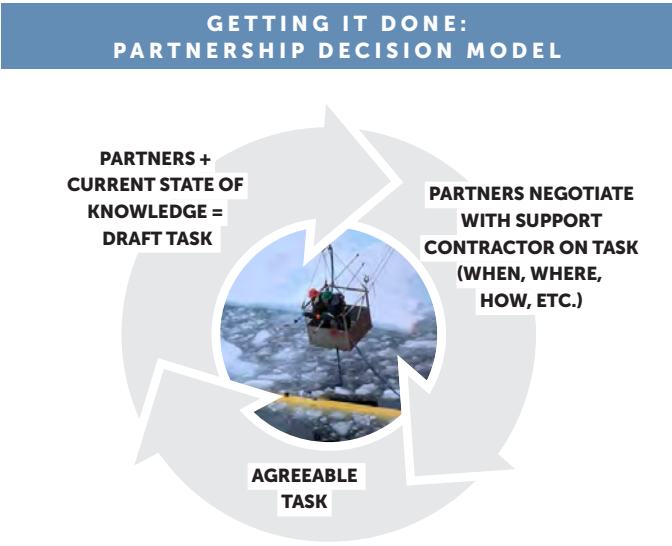 GETTING IT DONE:
PARTNERSHIP DECISION MODEL
PARTNERS +
CURRENT STATE OF
KNOWLEDGE =
DRAFT TASK
PARTNERS NEGOTIATE
WITH SUPPORT
CONTRACTOR ON TASK
(WHEN, WHERE,
HOW, ETC.)
AGREEABLE
TASK